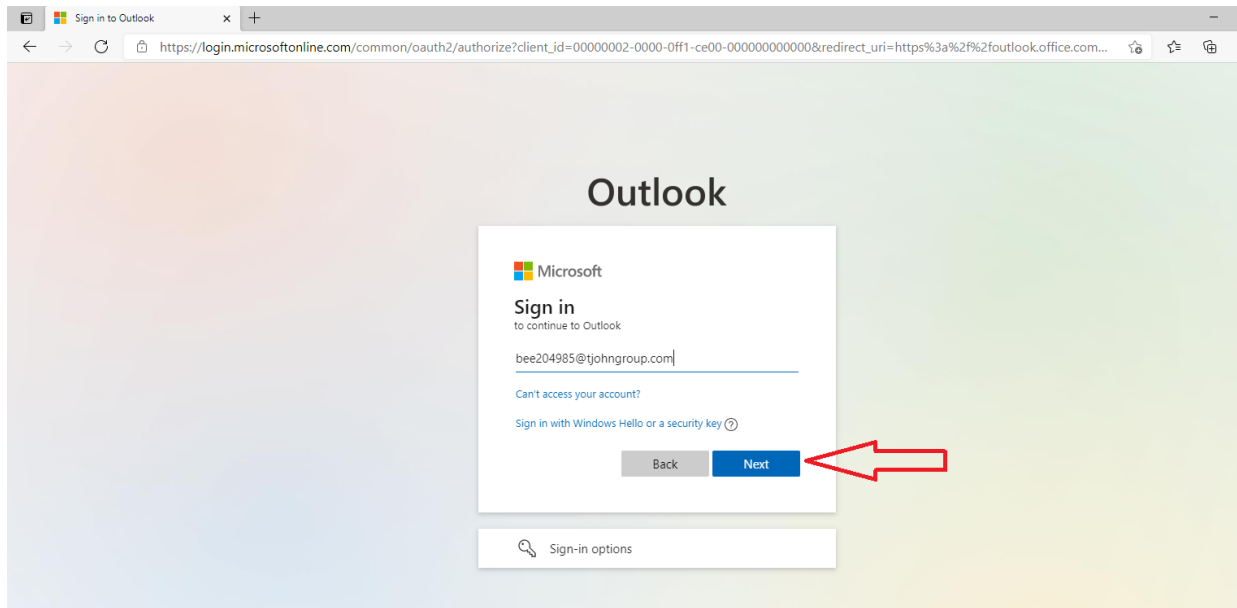 Sign in to Outlook
https://login.microsoftonline.com/common/oauth2/authorize?client_id=00000002-0000-0ff1-ce00-000000000000&redirect_uri=https%3a%2f%2foutlook.office.com...
Outlook
Microsoft
Sign in
to continue to Outlook
bee204985@tjohngroup.com
Can't access your account?
Sign in with Windows Hello or a security key ?
Back Next
Sign-in options